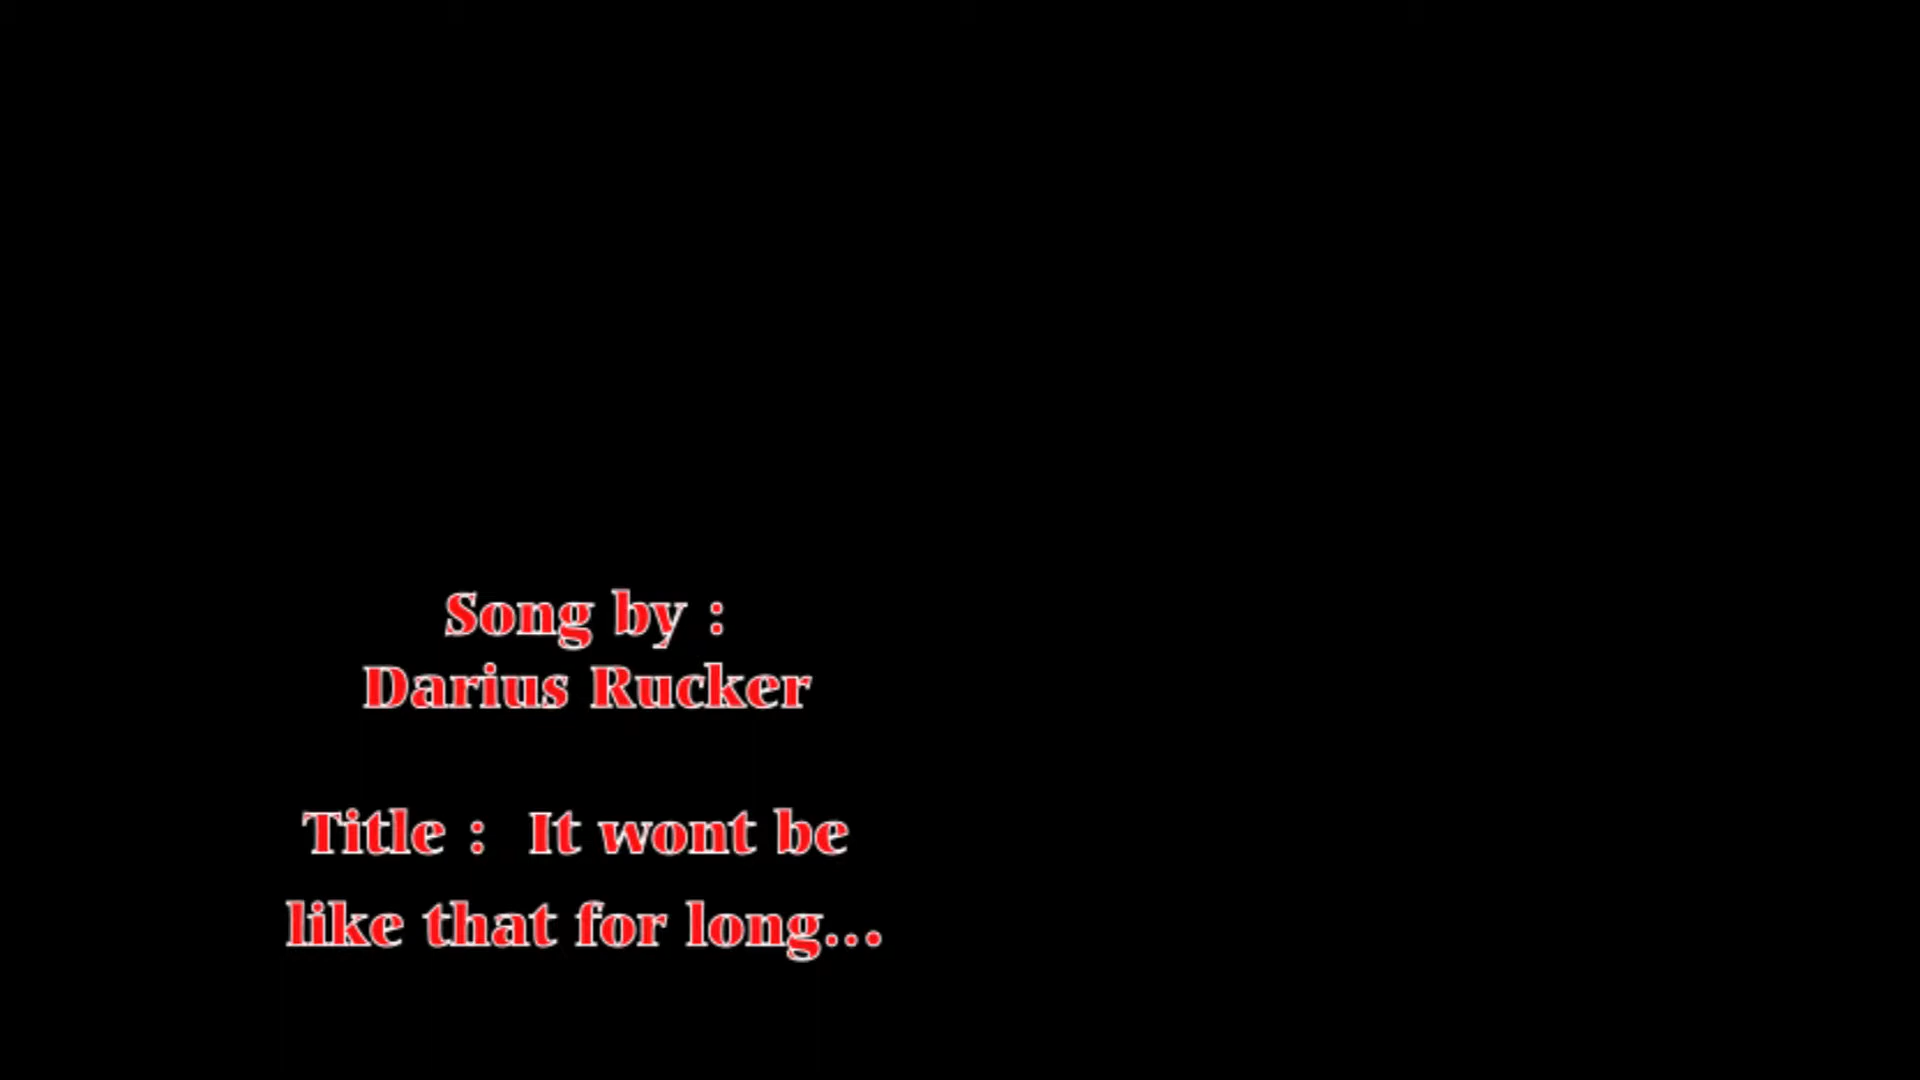 Song by :
Darius Rucker
Title :  It wont be
like that for long...